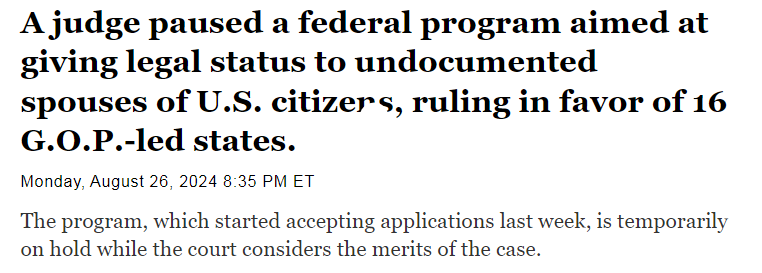 A judge paused a federal program aimed at
giving legal status to undocumented
spouses of U.S. citizens, ruling in favor of 16
G.O.P.-led states.
Monday, August 26, 2024 8:35 PM ET
The program, which started accepting applications last week, is temporarily
on hold while the court considers the merits of the case.